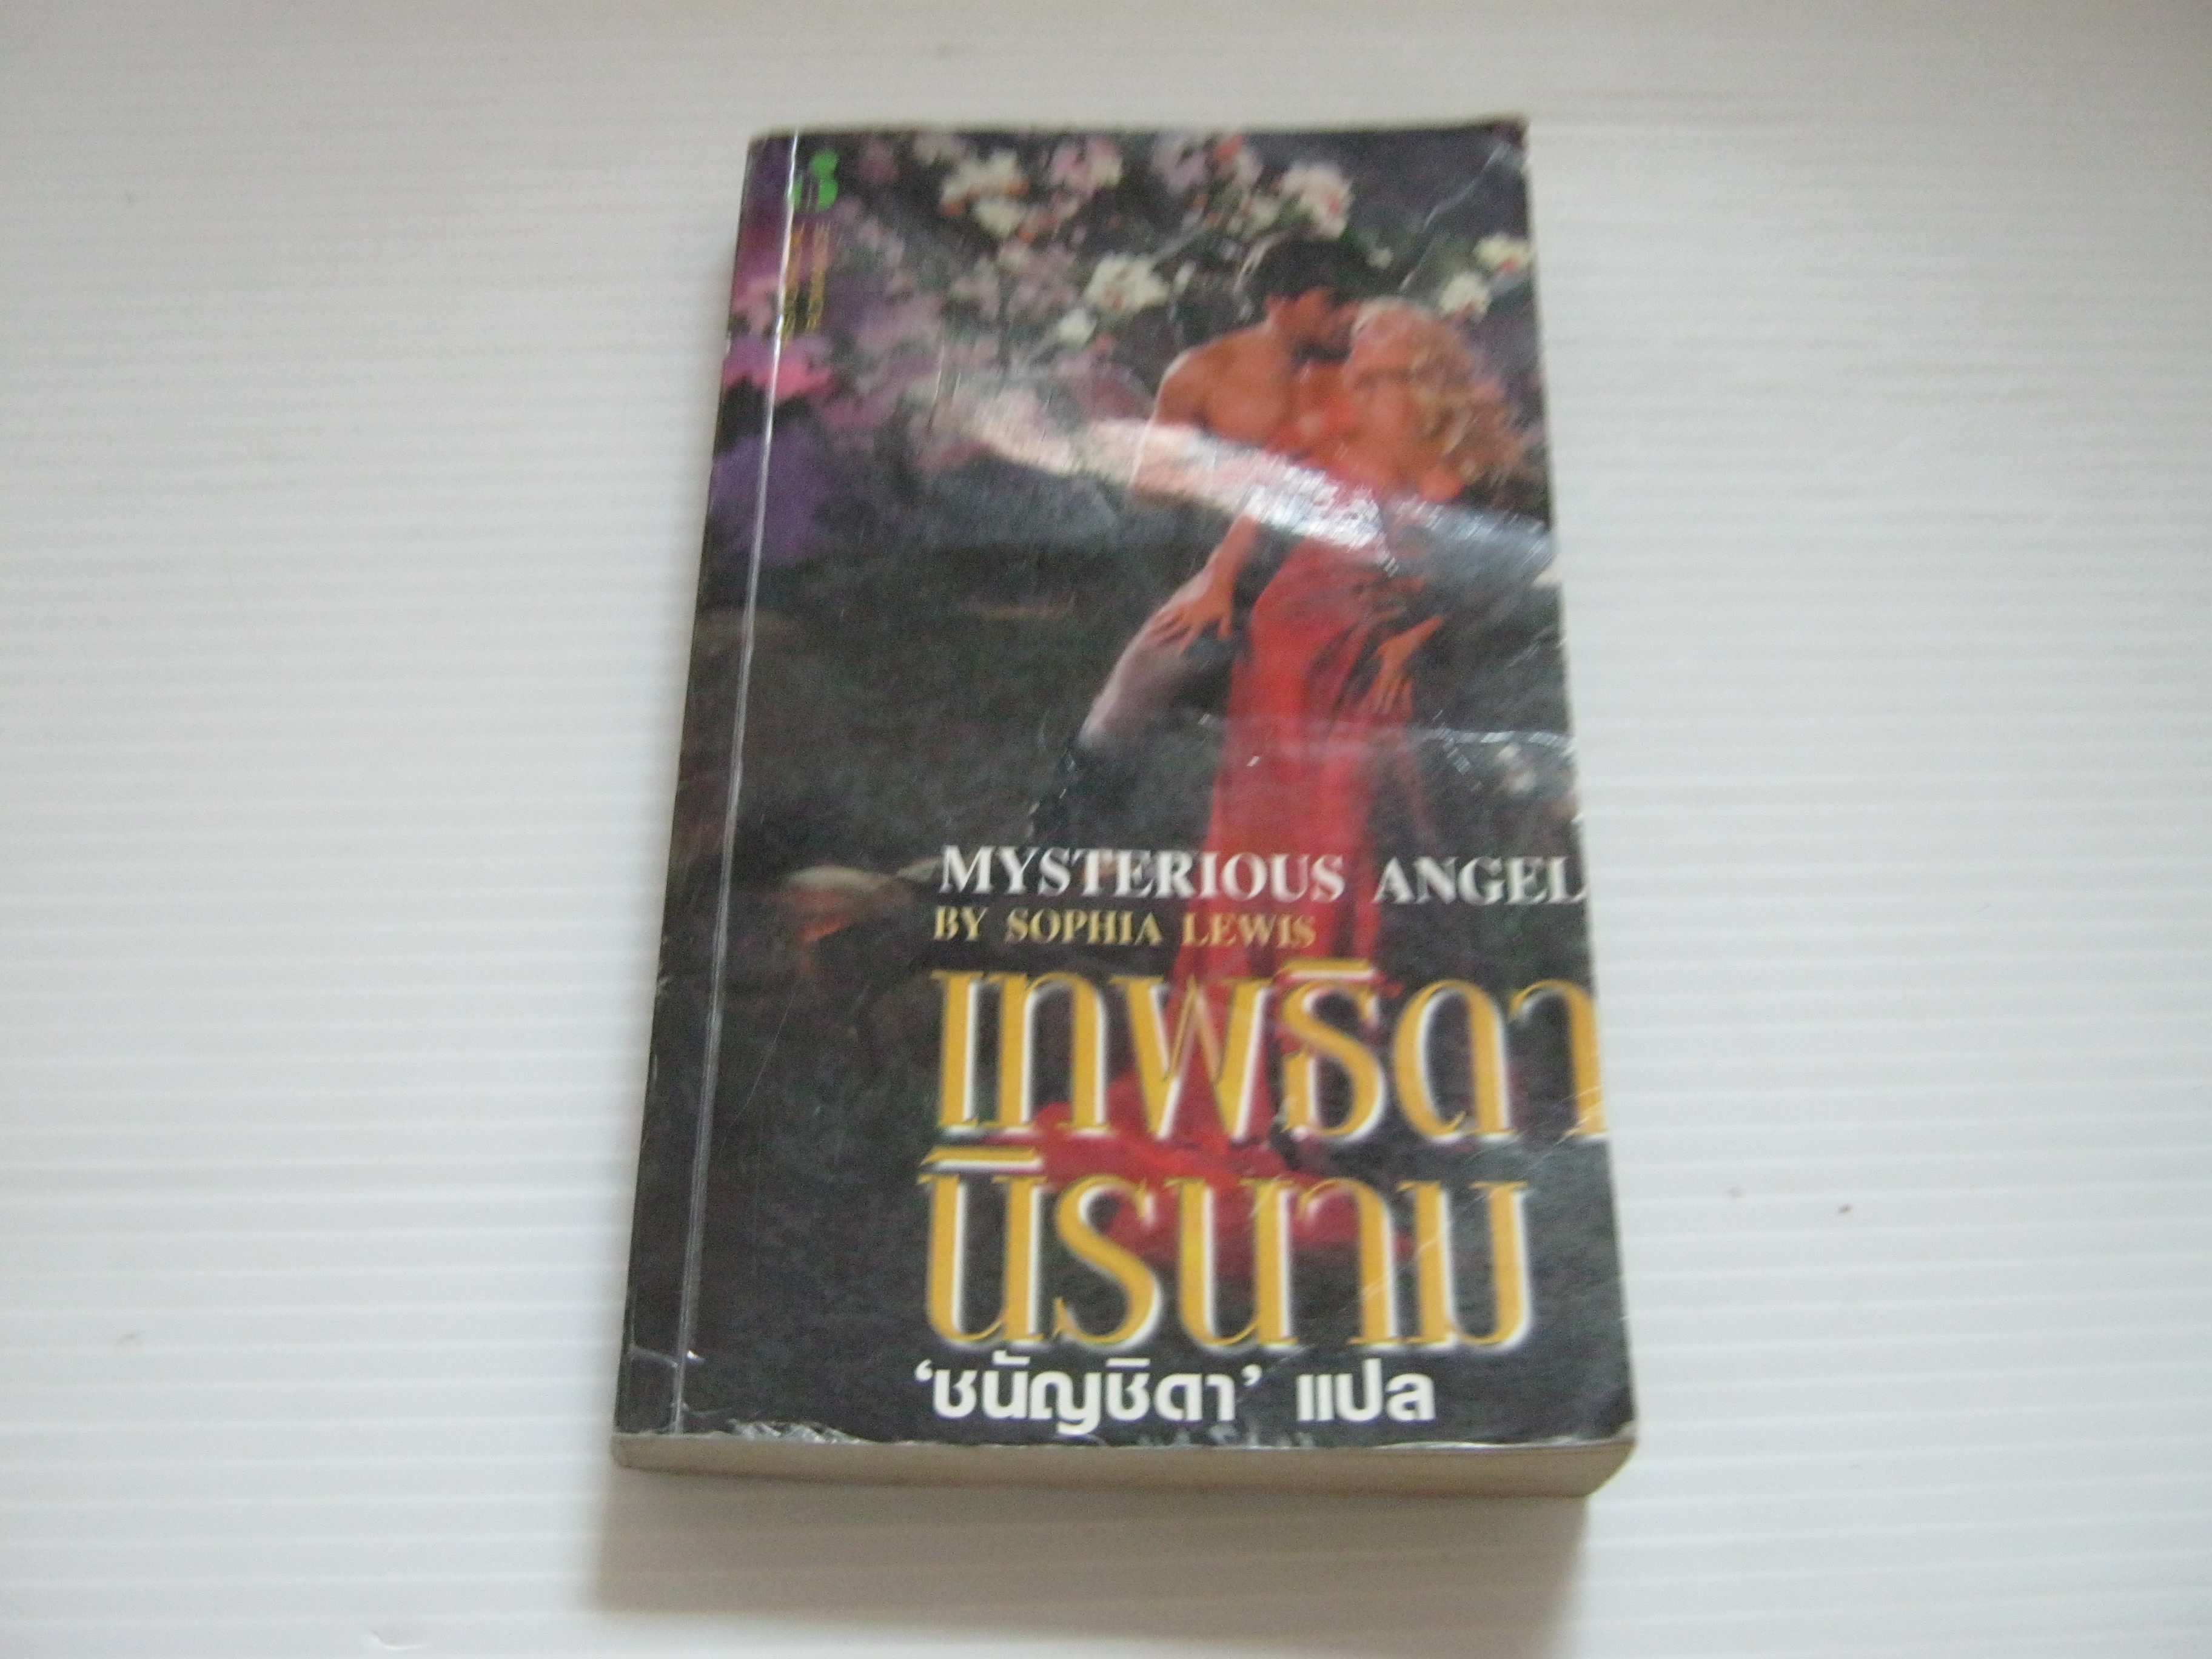 ROMANCE
MYSTERIOUS ANGEL
BY SOPHIA LEWIS
เทพธิดา
นิรนาม
‘ชนัญชิดา’ แปล